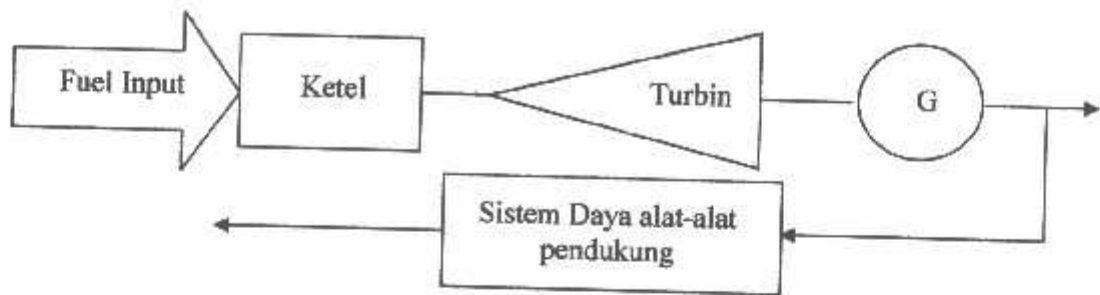 Fuel Input
Ketel
Turbin
G
Sistem Daya alat-alat
pendukung